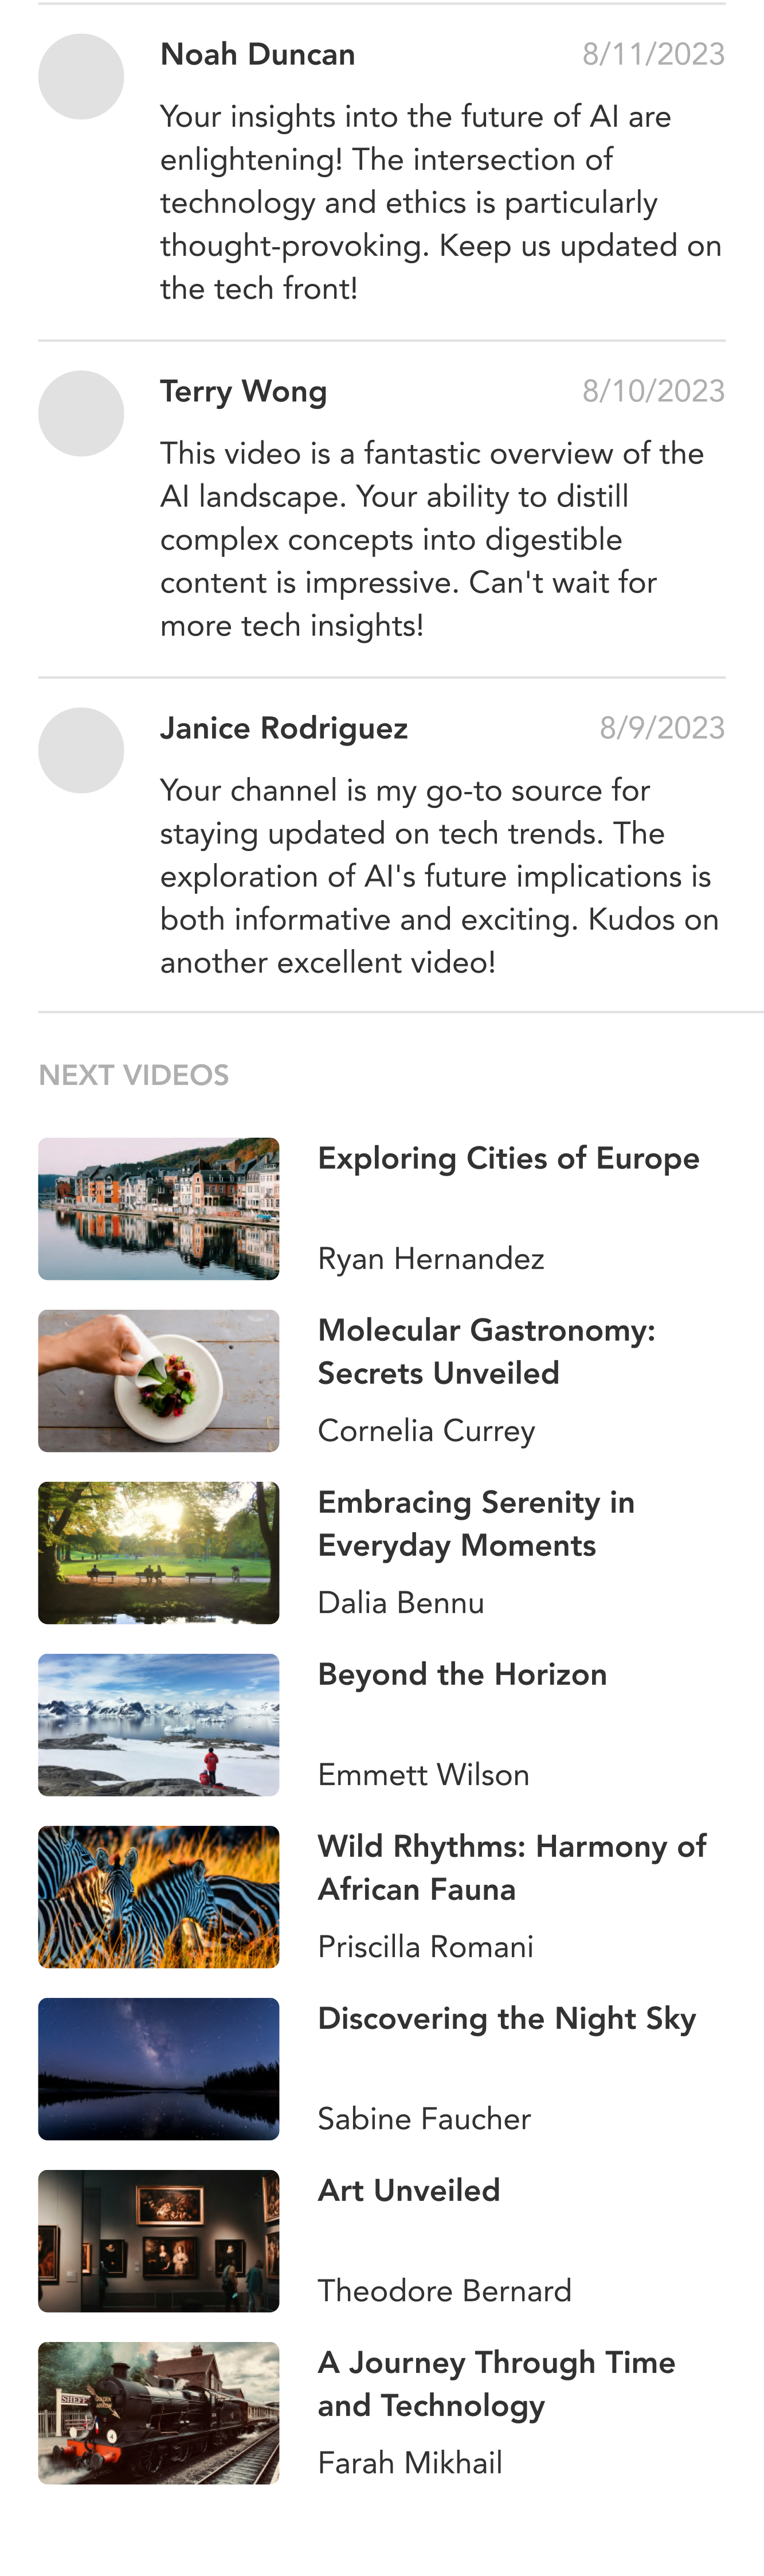 Noah Duncan
8/11/2023
Your insights into the future of AI are
enlightening! The intersection of
technology and ethics is particularly
thought-provoking. Keep us updated on
the tech front!
Terry Wong
8/10/2023
This video is a fantastic overview of the
AI landscape. Your ability to distill
complex concepts into digestible
content is impressive. Can't wait for
more tech insights!
Janice Rodriguez
8/9/2023
Your channel is my go-to source for
staying updated on tech trends. The
exploration of AI's future implications is
both informative and exciting. Kudos on
another excellent video!
NEXT VIDEOS
Exploring Cities of Europe
Ryan Hernandez
Molecular Gastronomy:
Secrets Unveiled
Cornelia Currey
Embracing Serenity in
Everyday Moments
Dalia Bennu
Beyond the Horizon
Emmett Wilson
Wild Rhythms: Harmony of
African Fauna
Priscilla Romani
Discovering the Night Sky
Sabine Faucher
Art Unveiled
Theodore Bernard
A Journey Through Time
and Technology
Farah Mikhail
SHEFF